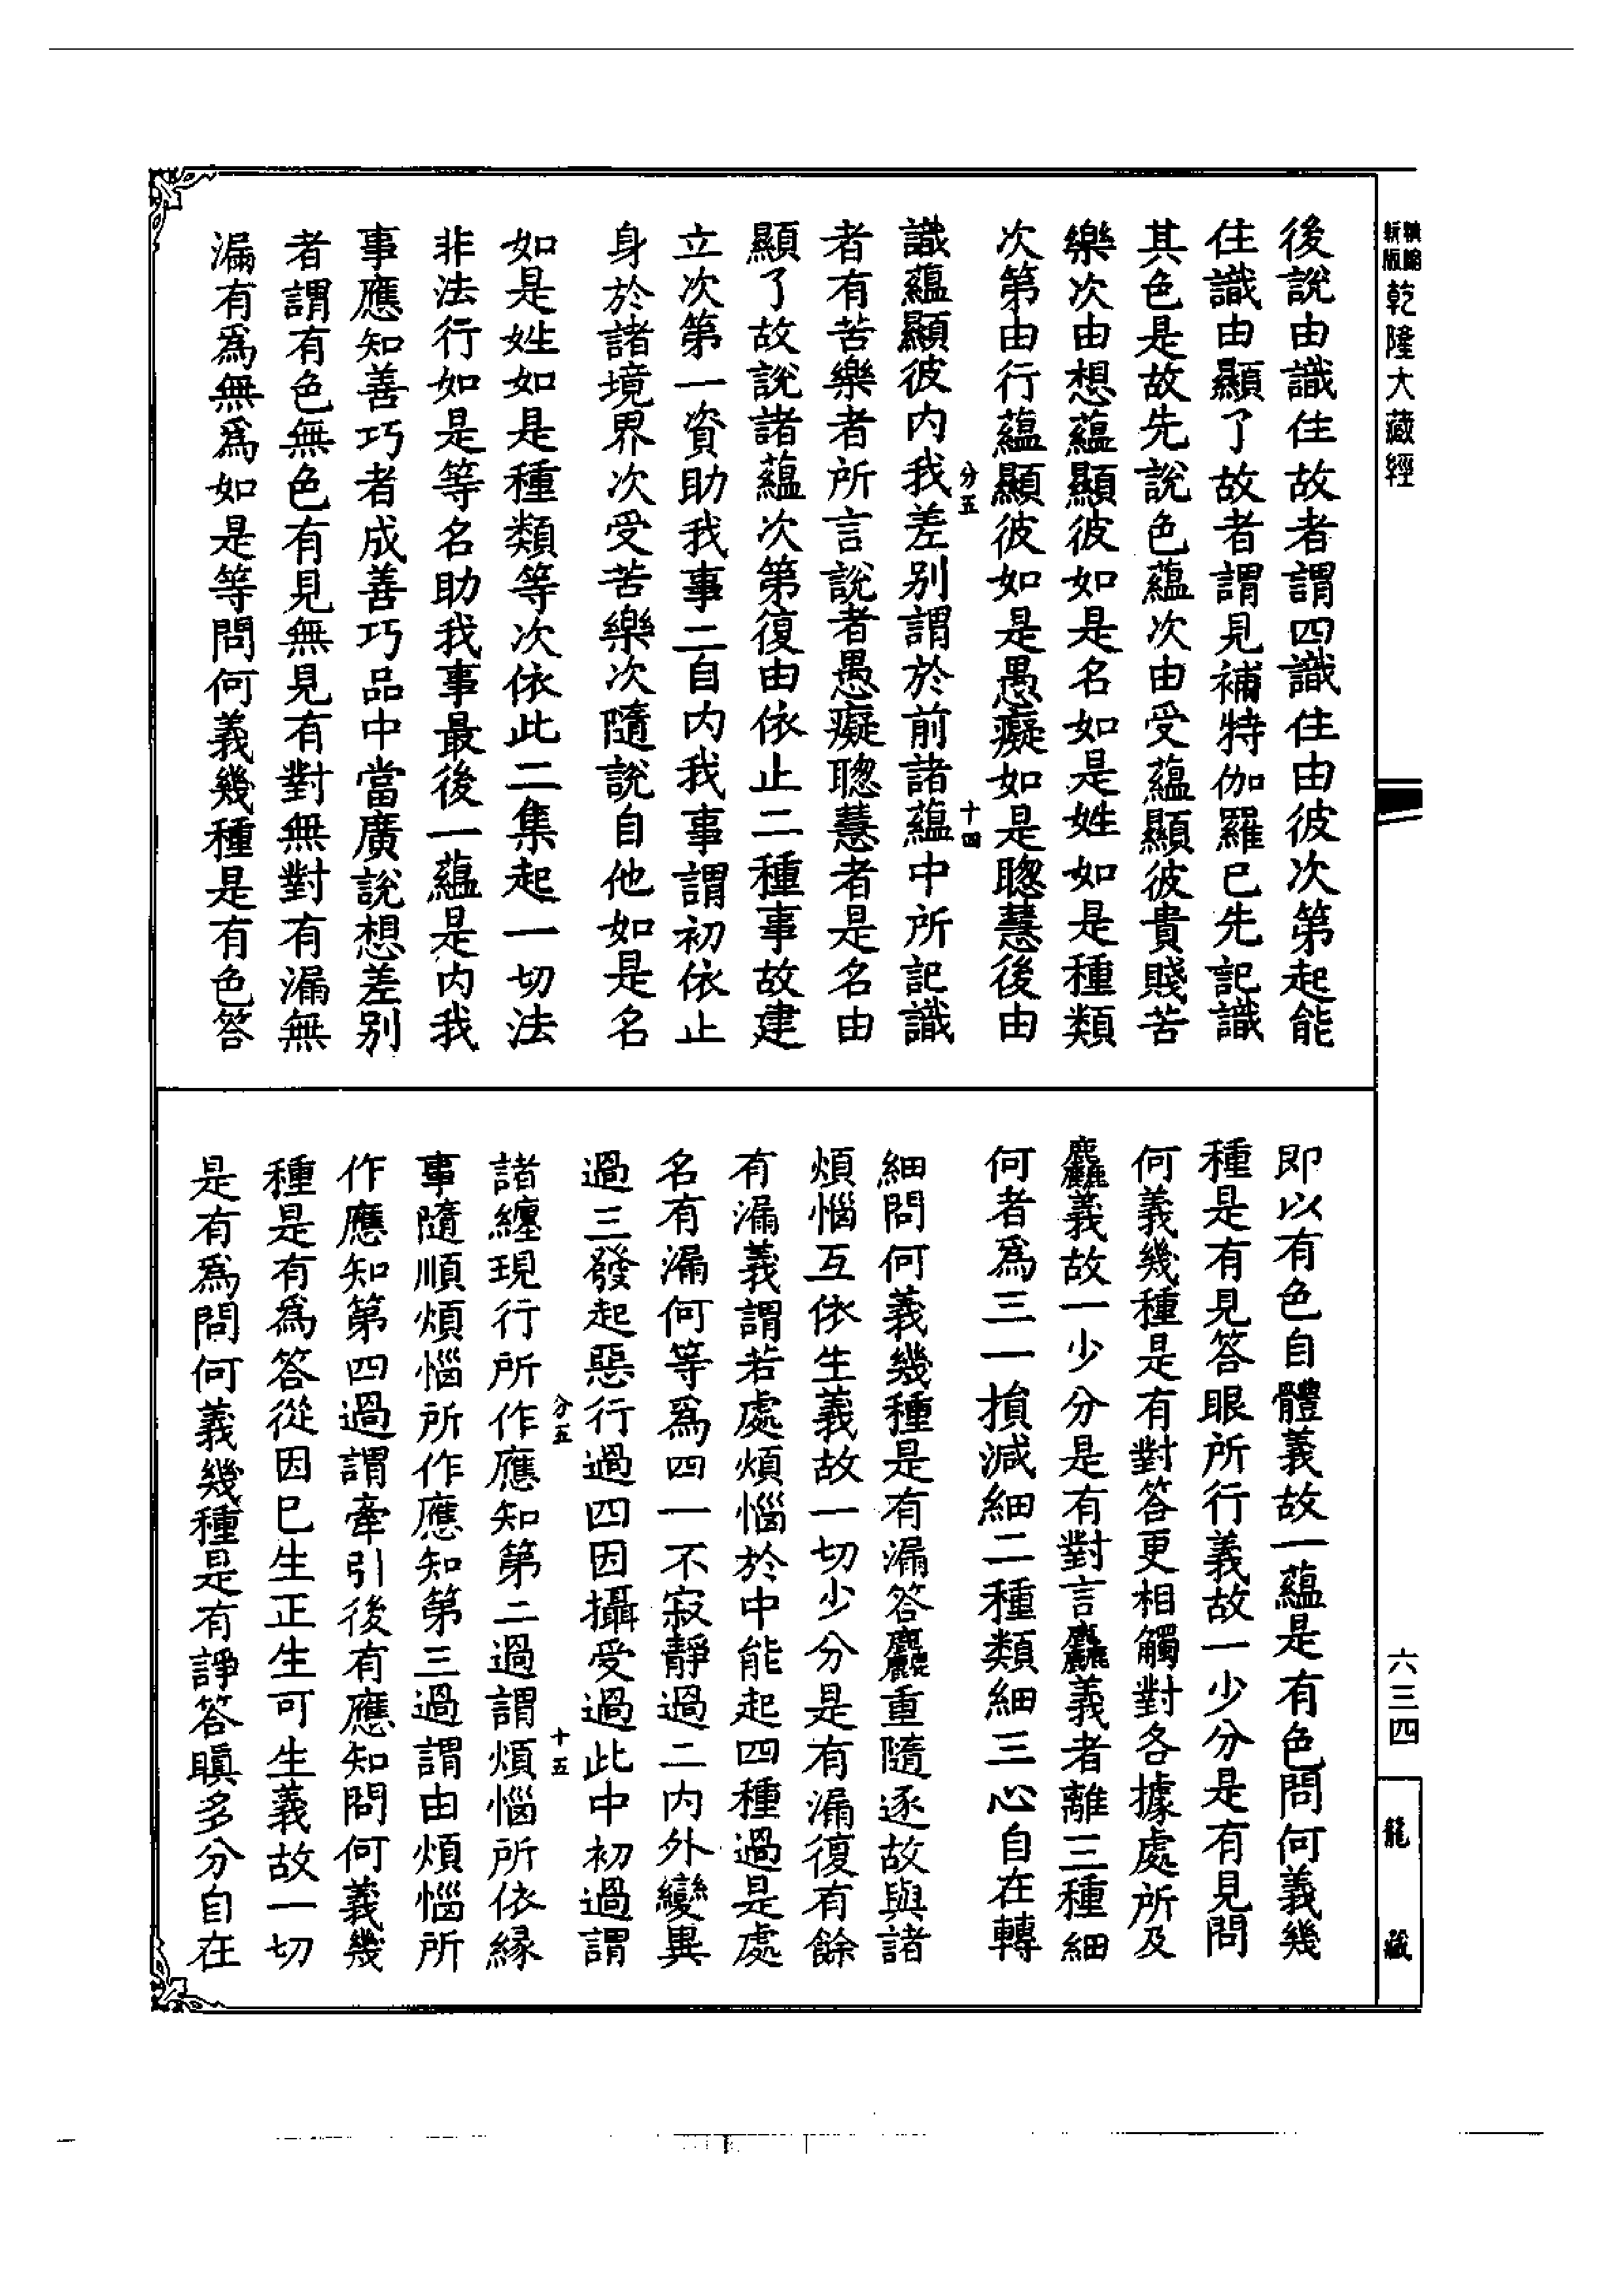 精縮
新版
乾隆大藏經
後說由識住故者謂四識住由彼次第起能
住識由顯了故者謂見補特伽羅已先記識
其色是故先說色蘊次由受蘊顯彼貴賤苦
樂次由想蘊顯彼如是名如是姓如是種類
次第由行蘊顯彼如是愚癡如是聰慧後由
分五
十四
識蘊顯彼內我差別謂於前諸蘊中所記識
者有苦樂者所言說者愚癡聰慧者是名由
顯了故說諸蘊次第復由依止二種事故建
立次第一資助我事二自內我事謂初依止
身於諸境界次受苦樂次隨說自他如是名
如是姓如是種類等次依此二集起一切法
非法行如是等名助我事最後一蘊是內我
事應知善巧者成善巧品中當廣說想差別
者謂有色無色有見無見有對無對有漏無
漏有為無為如是等問何義幾種是有色答
即以有色自體義故一蘊是有色問何義幾
種是有見答眼所行義故一少分是有見問
何義幾種是有對答更相觸對各據處所及
麤義故一少分是有對言麤義者離三種細
何者為三一損減細二種類細三心自在轉
細問何義幾種是有漏答麤重隨逐故與諸
煩惱互依生義故一切少分是有漏復有餘
有漏義謂若處煩惱於中能起四種過是處
名有漏何等為四一不寂靜過二內外變異
過三發起惡行過四因攝受過此中初過謂
分五
十五
諸纏現行所作應知第二過謂煩惱所依緣
事隨順煩惱所作應知第三過謂由煩惱所
作應知第四過謂牽引後有應知問何義幾
種是有為答從因已生正生可生義故一切
是有為問何義幾種是有諍答瞋多分自在
六三四
龍藏